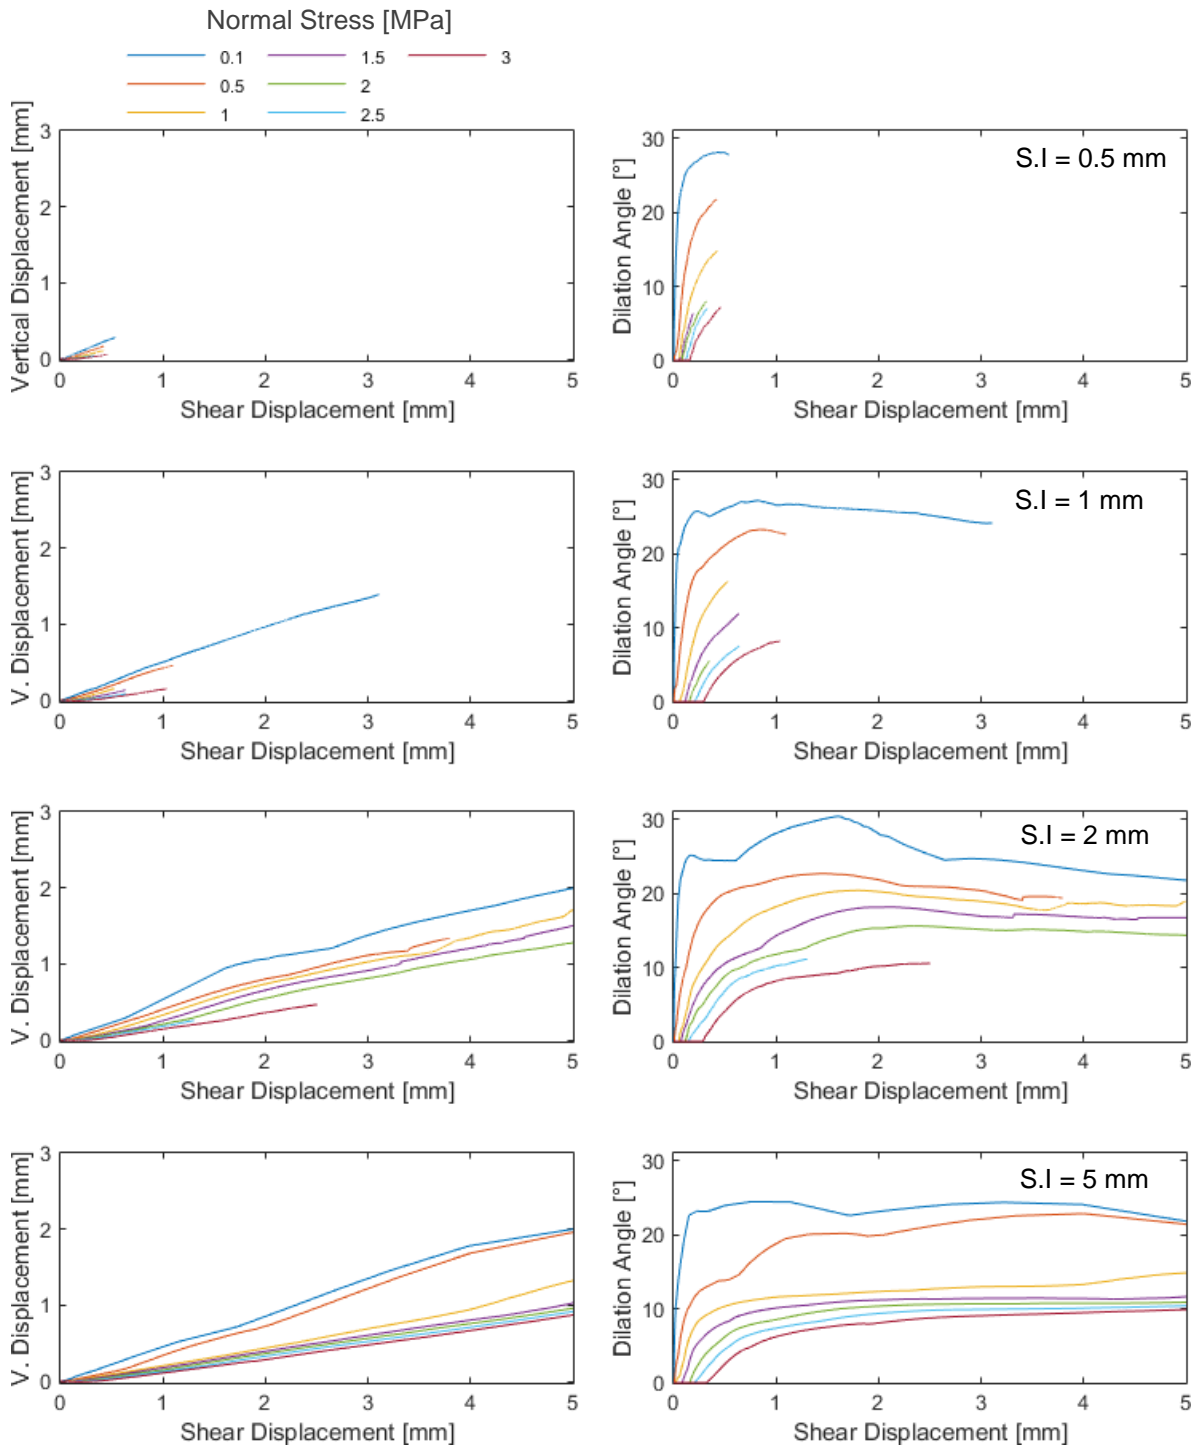 Normal Stress [MPa]
0.1 1.5 3
0.5 2
1 2.5
Vertical Displacement [mm]
3
2
1
0
0 1 2 3 4 5
Shear Displacement [mm]
Dilation Angle [°]
30
20
10
0
S.I = 0.5 mm
0 1 2 3 4 5
Shear Displacement [mm]
V. Displacement [mm]
3
2
1
0
0 1 2 3 4 5
Shear Displacement [mm]
Dilation Angle [°]
30
20
10
0
S.I = 1 mm
0 1 2 3 4 5
Shear Displacement [mm]
V. Displacement [mm]
3
2
1
0
0 1 2 3 4 5
Shear Displacement [mm]
Dilation Angle [°]
30
20
10
0
S.I = 2 mm
0 1 2 3 4 5
Shear Displacement [mm]
V. Displacement [mm]
3
2
1
0
0 1 2 3 4 5
Shear Displacement [mm]
Dilation Angle [°]
30
20
10
0
S.I = 5 mm
0 1 2 3 4 5
Shear Displacement [mm]